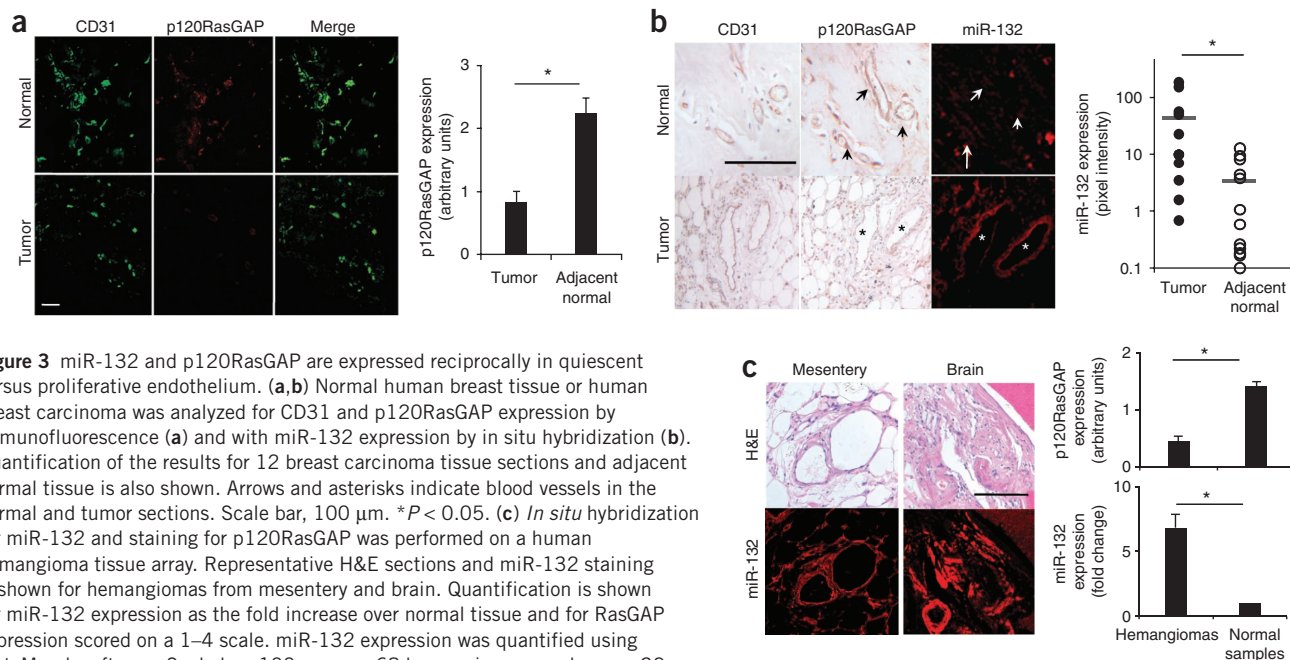 a
CD31 p120RasGAP Merge
Normal
Tumor
p120RasGAP expression
(arbitrary units)
3
2
1
0
*
Tumor Adjacent
normal
b
CD31 p120RasGAP miR-132
Normal
Tumor
* *
* *
miR-132 expression
(pixel intensity)
100
10
1
0.1
*
Tumor Adjacent
normal
gure 3 miR-132 and p120RasGAP are expressed reciprocally in quiescent
rsus proliferative endothelium. (a,b) Normal human breast tissue or human
east carcinoma was analyzed for CD31 and p120RasGAP expression by
munofluorescence (a) and with miR-132 expression by in situ hybridization (b).
uantification of the results for 12 breast carcinoma tissue sections and adjacent
rmal tissue is also shown. Arrows and asterisks indicate blood vessels in the
rmal and tumor sections. Scale bar, 100 μm. *P < 0.05. (c) In situ hybridization
miR-132 and staining for p120RasGAP was performed on a human
mangioma tissue array. Representative H&E sections and miR-132 staining
shown for hemangiomas from mesentery and brain. Quantification is shown
miR-132 expression as the fold increase over normal tissue and for RasGAP
pression scored on a 1–4 scale. miR-132 expression was quantified using
c
Mesentery Brain
H&E
miR-132
p120RasGAP
expression
(arbitrary units)
2
1
0
*
miR-132
expression
(fold change)
10
5
0
*
Hemangiomas Normal
samples